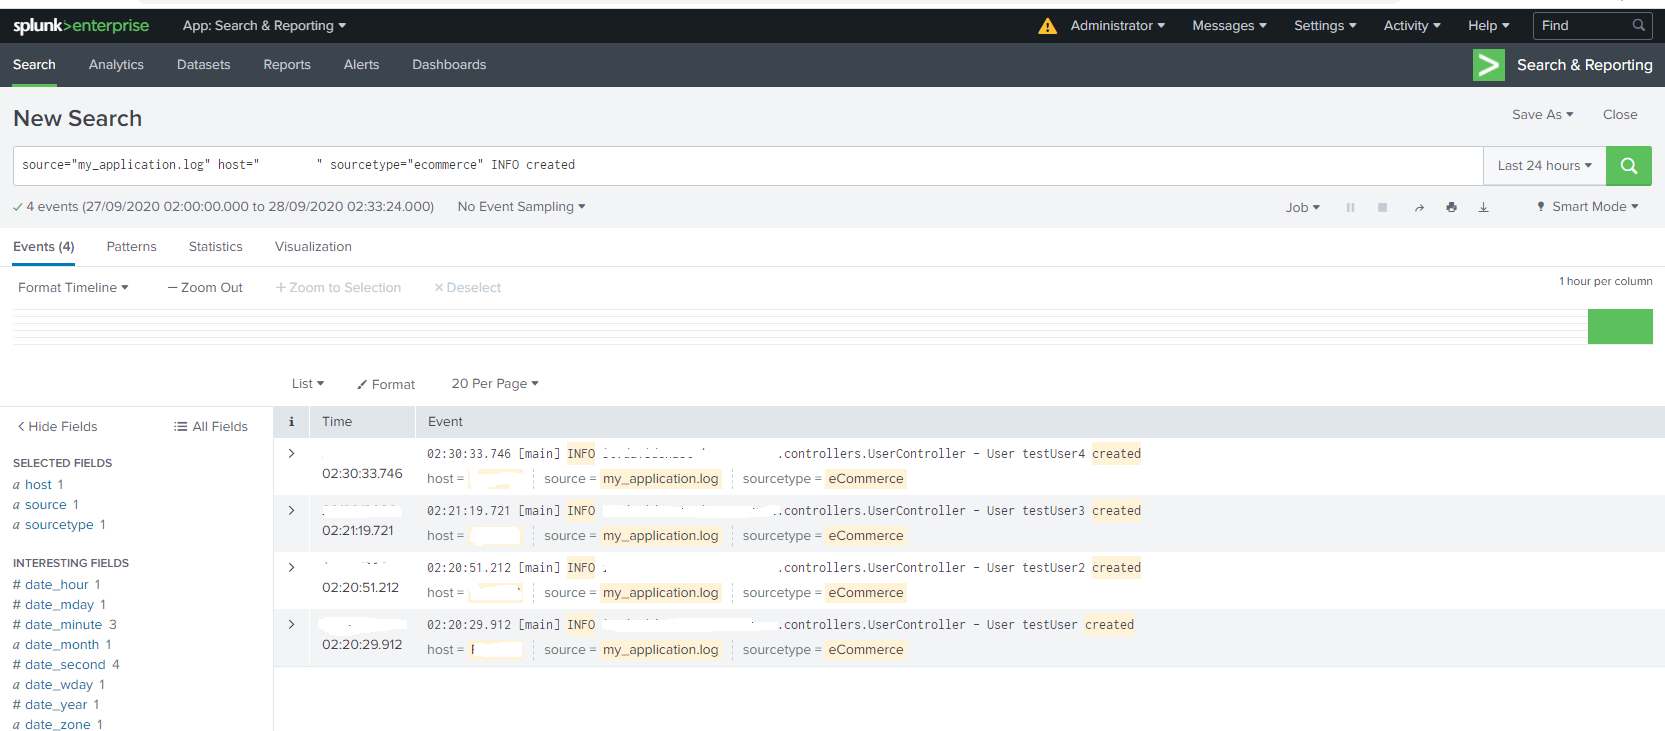 splunk>enterprise App: Search & Reporting Administrator Messages Settings Activity Help Find
Search Analytics Datasets Reports Alerts Dashboards Search & Reporting
New Search Save As Close
source="my_application.log" host=" " sourcetype="ecommerce" INFO created Last 24 hours
4 events (27/09/2020 02:00:00.000 to 28/09/2020 02:33:24.000) No Event Sampling Job Smart Mode
Events (4) Patterns Statistics Visualization
Format Timeline — Zoom Out + Zoom to Selection × Deselect 1 hour per column
List Format 20 Per Page
< Hide Fields All Fields i Time Event
SELECTED FIELDS
a host 1
a source 1
a sourcetype 1
INTERESTING FIELDS
# date_hour 1
# date_mday 1
# date_minute 3
a date_month 1
# date_second 4
a date_wday 1
# date_year 1
a date_zone 1
> 02:30:33.746 02:30:33.746 [main] INFO .controllers.UserController - User testUser4 created
host = source = my_application.log sourcetype = eCommerce
> 02:21:19.721 02:21:19.721 [main] INFO .controllers.UserController - User testUser3 created
host = source = my_application.log sourcetype = eCommerce
> 02:20:51.212 02:20:51.212 [main] INFO .controllers.UserController - User testUser2 created
host = source = my_application.log sourcetype = eCommerce
> 02:20:29.912 02:20:29.912 [main] INFO .controllers.UserController - User testUser created
host = source = my_application.log sourcetype = eCommerce